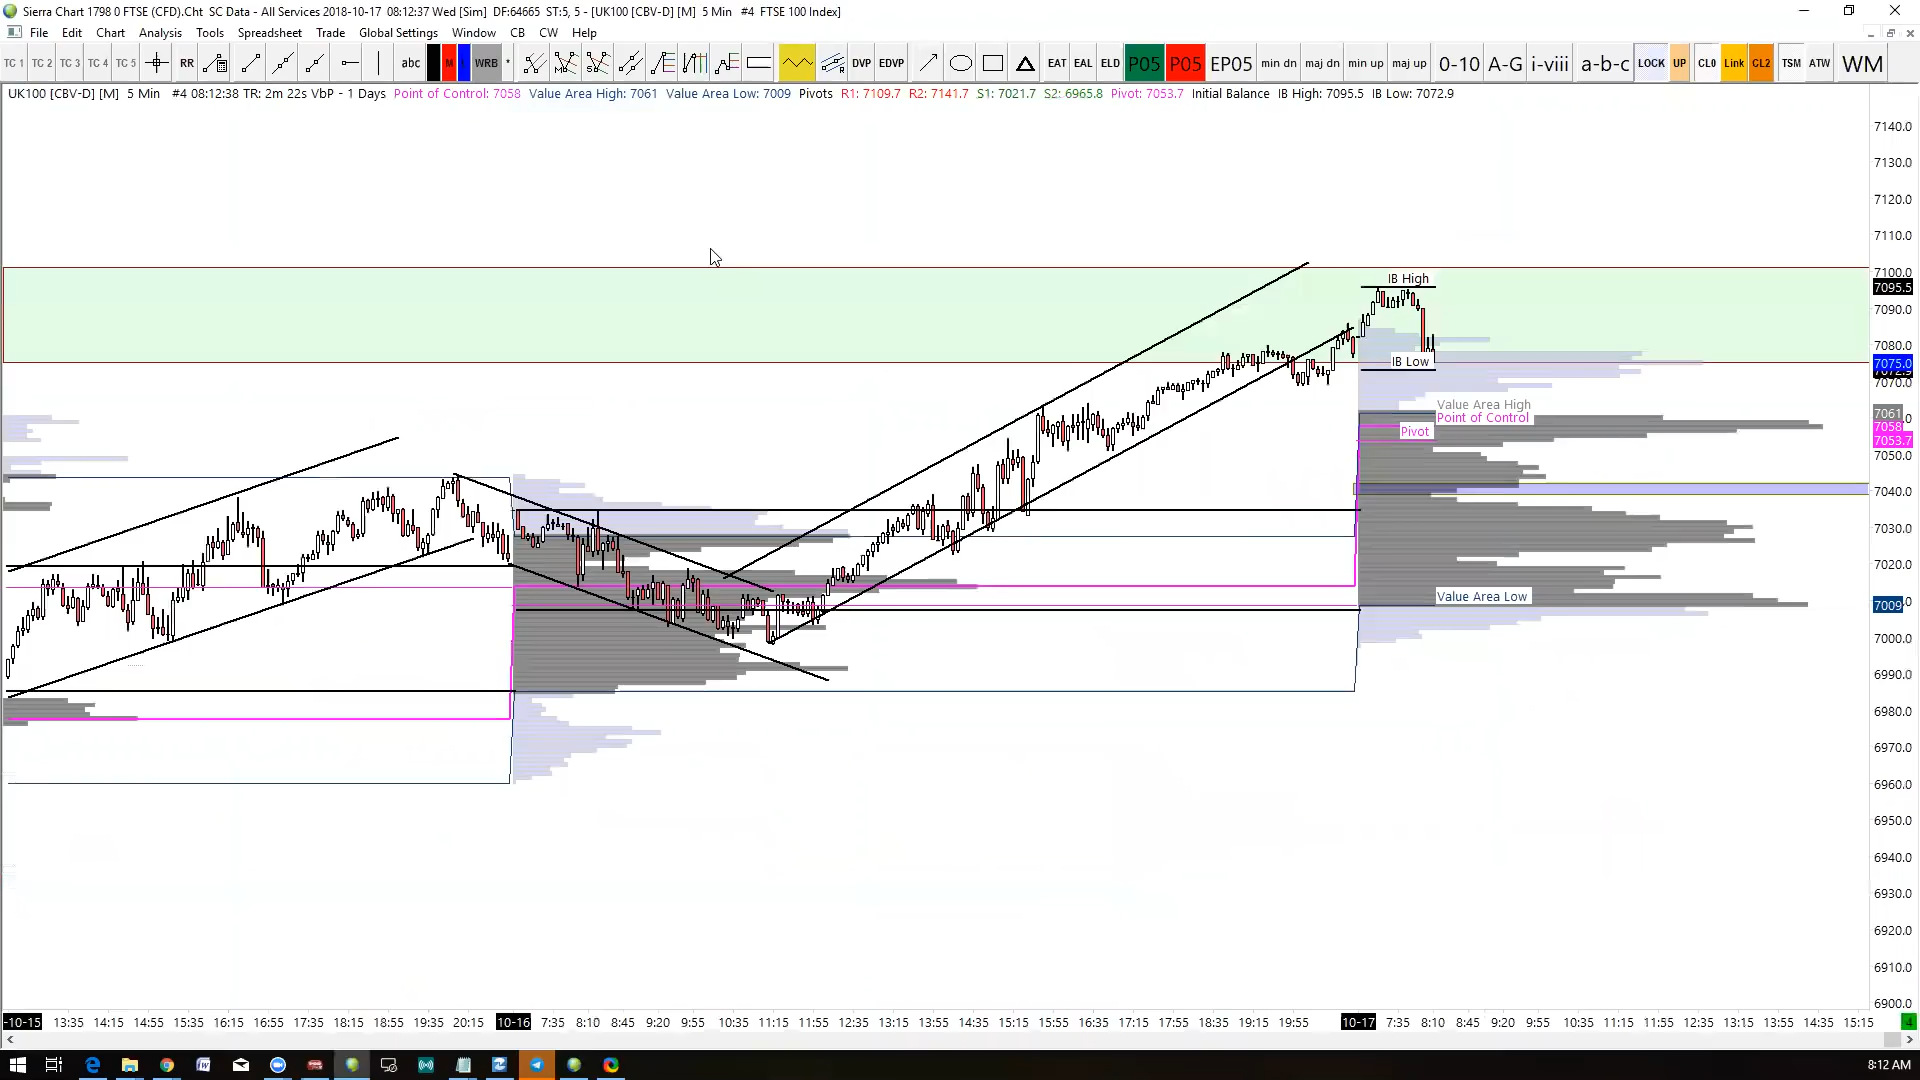 Sierra Chart 1798 0 FTSE (CFD).Cht  SC Data - All Services 2018-10-17  08:12:37 Wed [Sim]  DF:64665  ST:5, 5 - [UK100 [CBV-D] [M]  5 Min   #4  FTSE 100 Index]
File Edit Chart Analysis Tools Spreadsheet Trade Global Settings Window CB CW Help
TC 1 TC 2 TC 3 TC 4 TC 5 RR abc M WRB * DVP EDVP EAT EAL ELD P05 P05 EP05 min dn maj dn min up maj up 0-10 A-G i-viii a-b-c LOCK UP CL0 Link CL2 TSM ATW WM
UK100 [CBV-D] [M]  5 Min   #4 08:12:38 TR: 2m 22s VbP - 1 Days  Point of Control: 7058  Value Area High: 7061  Value Area Low: 7009  Pivots  R1: 7109.7  R2: 7141.7  S1: 7021.7  S2: 6965.8  Pivot: 7053.7  Initial Balance  IB High: 7095.5  IB Low: 7072.9
7140.0
7130.0
7120.0
7110.0
7100.0
IB High
7095.5
7090.0
7080.0
IB Low
7075.0
7072.9
7070.0
Value Area High
7061
Point of Control
7058
Pivot
7053.7
7050.0
7040.0
7030.0
7020.0
Value Area Low
7009
7000.0
6990.0
6980.0
6970.0
6960.0
6950.0
6940.0
6930.0
6920.0
6910.0
6900.0
-10-15 13:35 14:15 14:55 15:35 16:15 16:55 17:35 18:15 18:55 19:35 20:15 10-16 7:35 8:10 8:45 9:20 9:55 10:35 11:15 11:55 12:35 13:15 13:55 14:35 15:15 15:55 16:35 17:15 17:55 18:35 19:15 19:55 10-17 7:35 8:10 8:45 9:20 9:55 10:35 11:15 11:55 12:35 13:15 13:55 14:35 15:15 4
8:12 AM